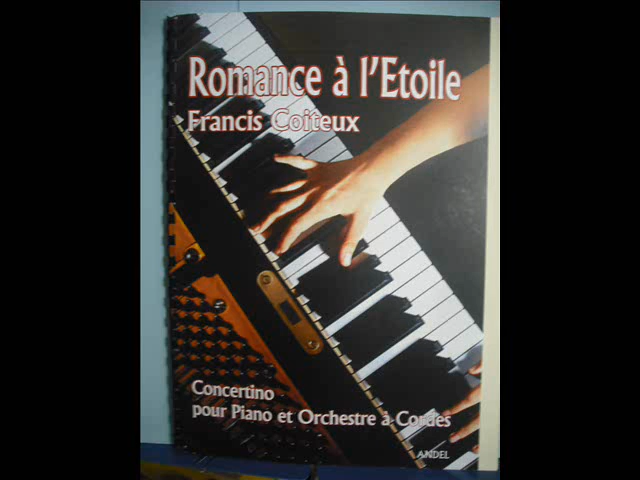 Romance à l'Etoile
Francis Coiteux
Concertino
pour Piano et Orchestre à Cordes
ANDEL